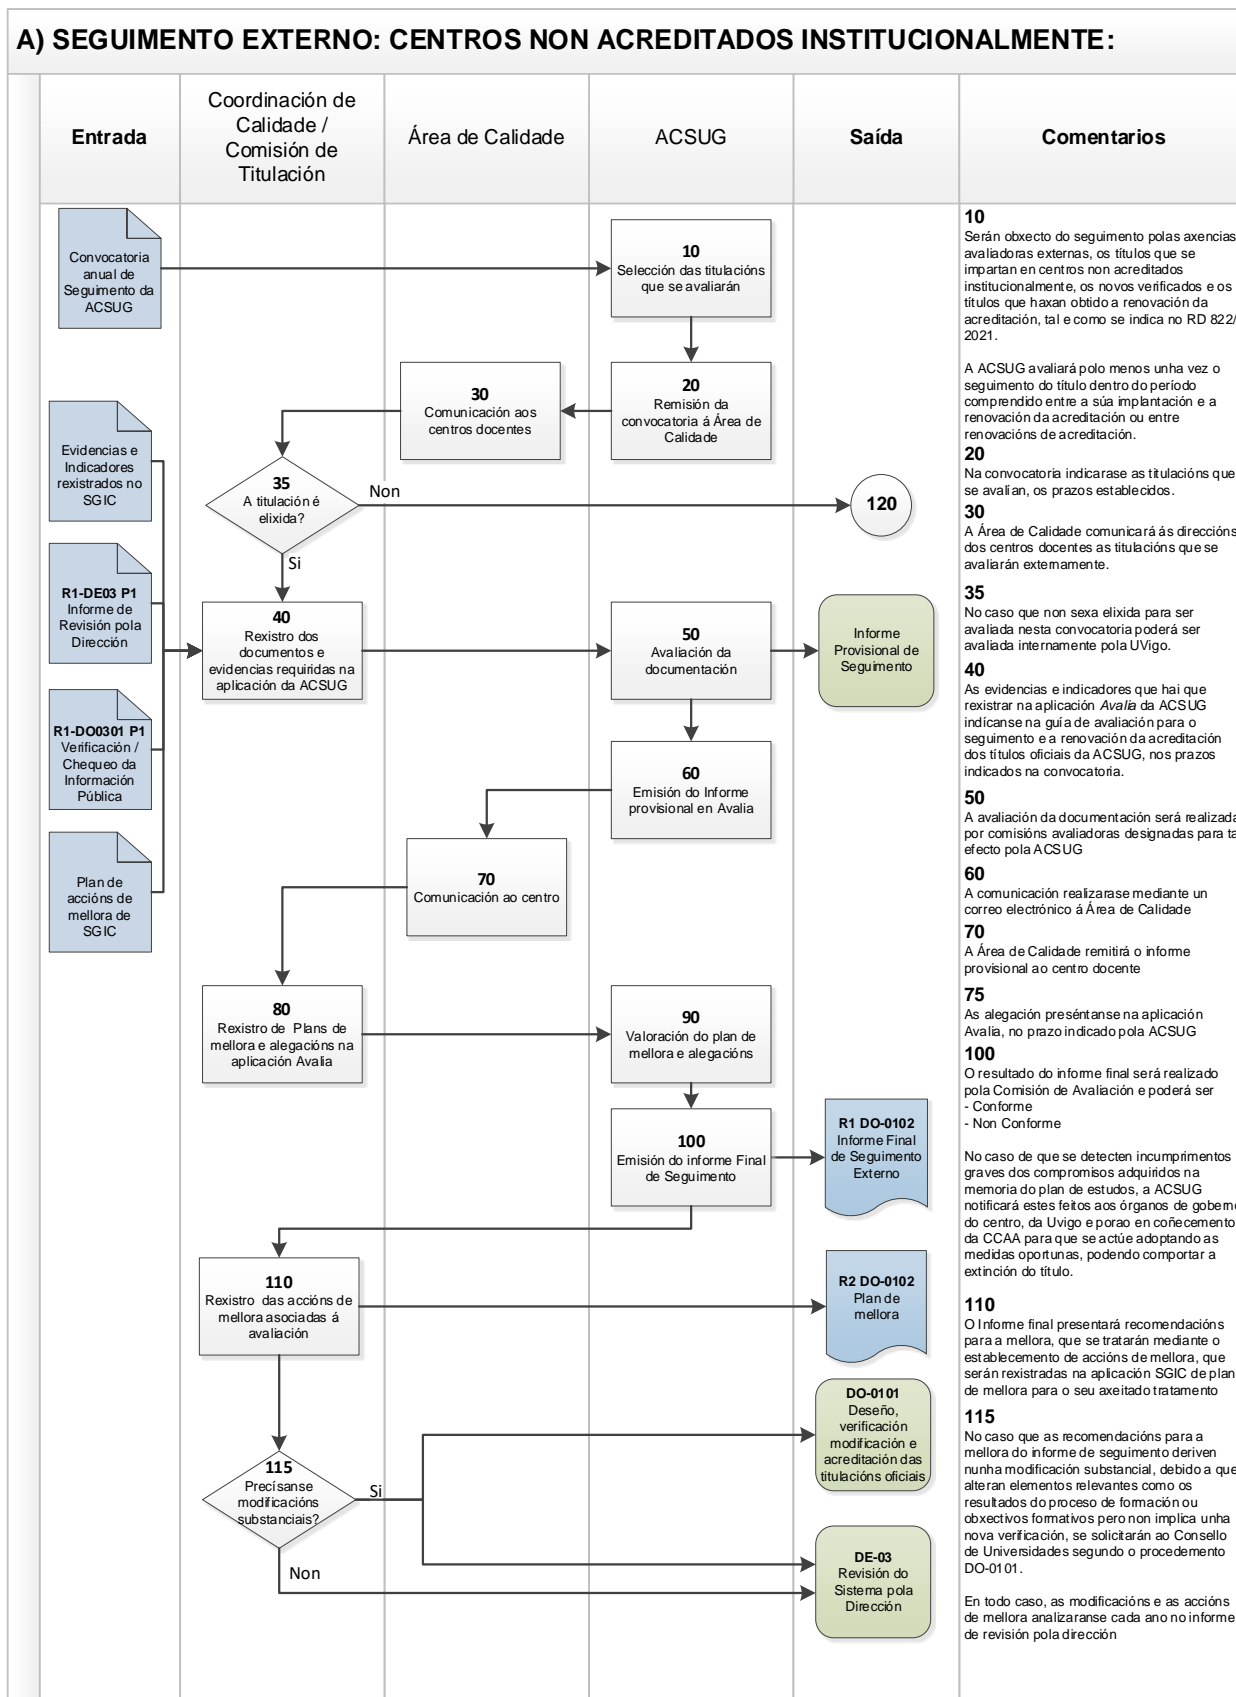 A) SEGUIMENTO EXTERNO: CENTROS NON ACREDITADOS INSTITUCIONALMENTE:
Entrada
Coordinación de
Calidade /
Comisión de
Titulación
Área de Calidade
ACSUG
Saída
Comentarios
Convocatoria
anual de
Seguimento da
ACSUG
10
Selección das titulacións
que se avaliarán
20
Remisión da
convocatoria á Área de
Calidade
30
Comunicación aos
centros docentes
Evidencias e
Indicadores
rexistrados no
SGIC
35
A titulación é
elixida?
Non
120
Si
R1-DE03 P1
Informe de
Revisión pola
Dirección
40
Rexistro dos
documentos e
evidencias requiridas na
aplicación da ACSUG
50
Avaliación da
documentación
Informe
Provisional de
Seguimento
R1-DO0301 P1
Verificación /
Chequeo da
Información
Pública
60
Emisión do Informe
provisional en Avalia
Plan de
accións de
mellora de
SGIC
70
Comunicación ao centro
80
Rexistro de Plans de
mellora e alegacións na
aplicación Avalia
90
Valoración do plan de
mellora e alegacións
100
Emisión do informe Final
de Seguimento
R1 DO-0102
Informe Final
de Seguimento
Externo
110
Rexistro das accións de
mellora asociadas á
avaliación
R2 DO-0102
Plan de
mellora
DO-0101
Deseño,
verificación
modificación e
acreditación das
titulacións oficiais
115
Precísanse
modificacións
substanciais?
Si
Non
DE-03
Revisión do
Sistema pola
Dirección
10
Serán obxecto do seguimento polas axencias
avaliadoras externas, os títulos que se
impartan en centros non acreditados
institucionalmente, os novos verificados e os
títulos que haxan obtido a renovación da
acreditación, tal e como se indica no RD 822/
2021.
A ACSUG avaliará polo menos unha vez o
seguimento do título dentro do período
comprendido entre a súa implantación e a
renovación da acreditación ou entre
renovacións de acreditación.
20
Na convocatoria indicarase as titulacións que
se avalían, os prazos establecidos.
30
A Área de Calidade comunicará ás direccións
dos centros docentes as titulacións que se
avaliarán externamente.
35
No caso que non sexa elixida para ser
avaliada nesta convocatoria poderá ser
avaliada internamente pola UVigo.
40
As evidencias e indicadores que hai que
rexistrar na aplicación Avalía da ACSUG
indícanse na guía de avaliación para o
seguimento e a renovación da acreditación
dos títulos oficiais da ACSUG, nos prazos
indicados na convocatoria.
50
A avaliación da documentación será realizada
por comisións avaliadoras designadas para ta
efecto pola ACSUG
60
A comunicación realizarase mediante un
correo electrónico á Área de Calidade
70
A Área de Calidade remitirá o informe
provisional ao centro docente
75
As alegación preséntanse na aplicación
Avalía, no prazo indicado pola ACSUG
100
O resultado do informe final será realizado
pola Comisión de Avaliación e poderá ser
- Conforme
- Non Conforme
No caso de que se detecten incumprimentos
graves dos compromisos adquiridos na
memoria do plan de estudos, a ACSUG
notificará estes feitos aos órganos de goberno
do centro, da Uvigo e porao en coñecemento
da CCAA para que se actúe adoptando as
medidas oportunas, podendo comportar a
extinción do título.
110
O Informe final presentará recomendacións
para a mellora, que se tratarán mediante o
establecemento de accións de mellora, que
serán rexistradas na aplicación SGIC de plan
de mellora para o seu axeitado tratamento
115
No caso que as recomendacións para a
mellora do informe de seguimento deriven
nunha modificación substancial, debido a que
alteran elementos relevantes como os
resultados do proceso de formación ou
obxectivos formativos pero non implica unha
nova verificación, se solicitarán ao Consello
de Universidades segundo o procedemento
DO-0101.
En todo caso, as modificacións e as accións
de mellora analizaranse cada ano no informe
de revisión pola dirección